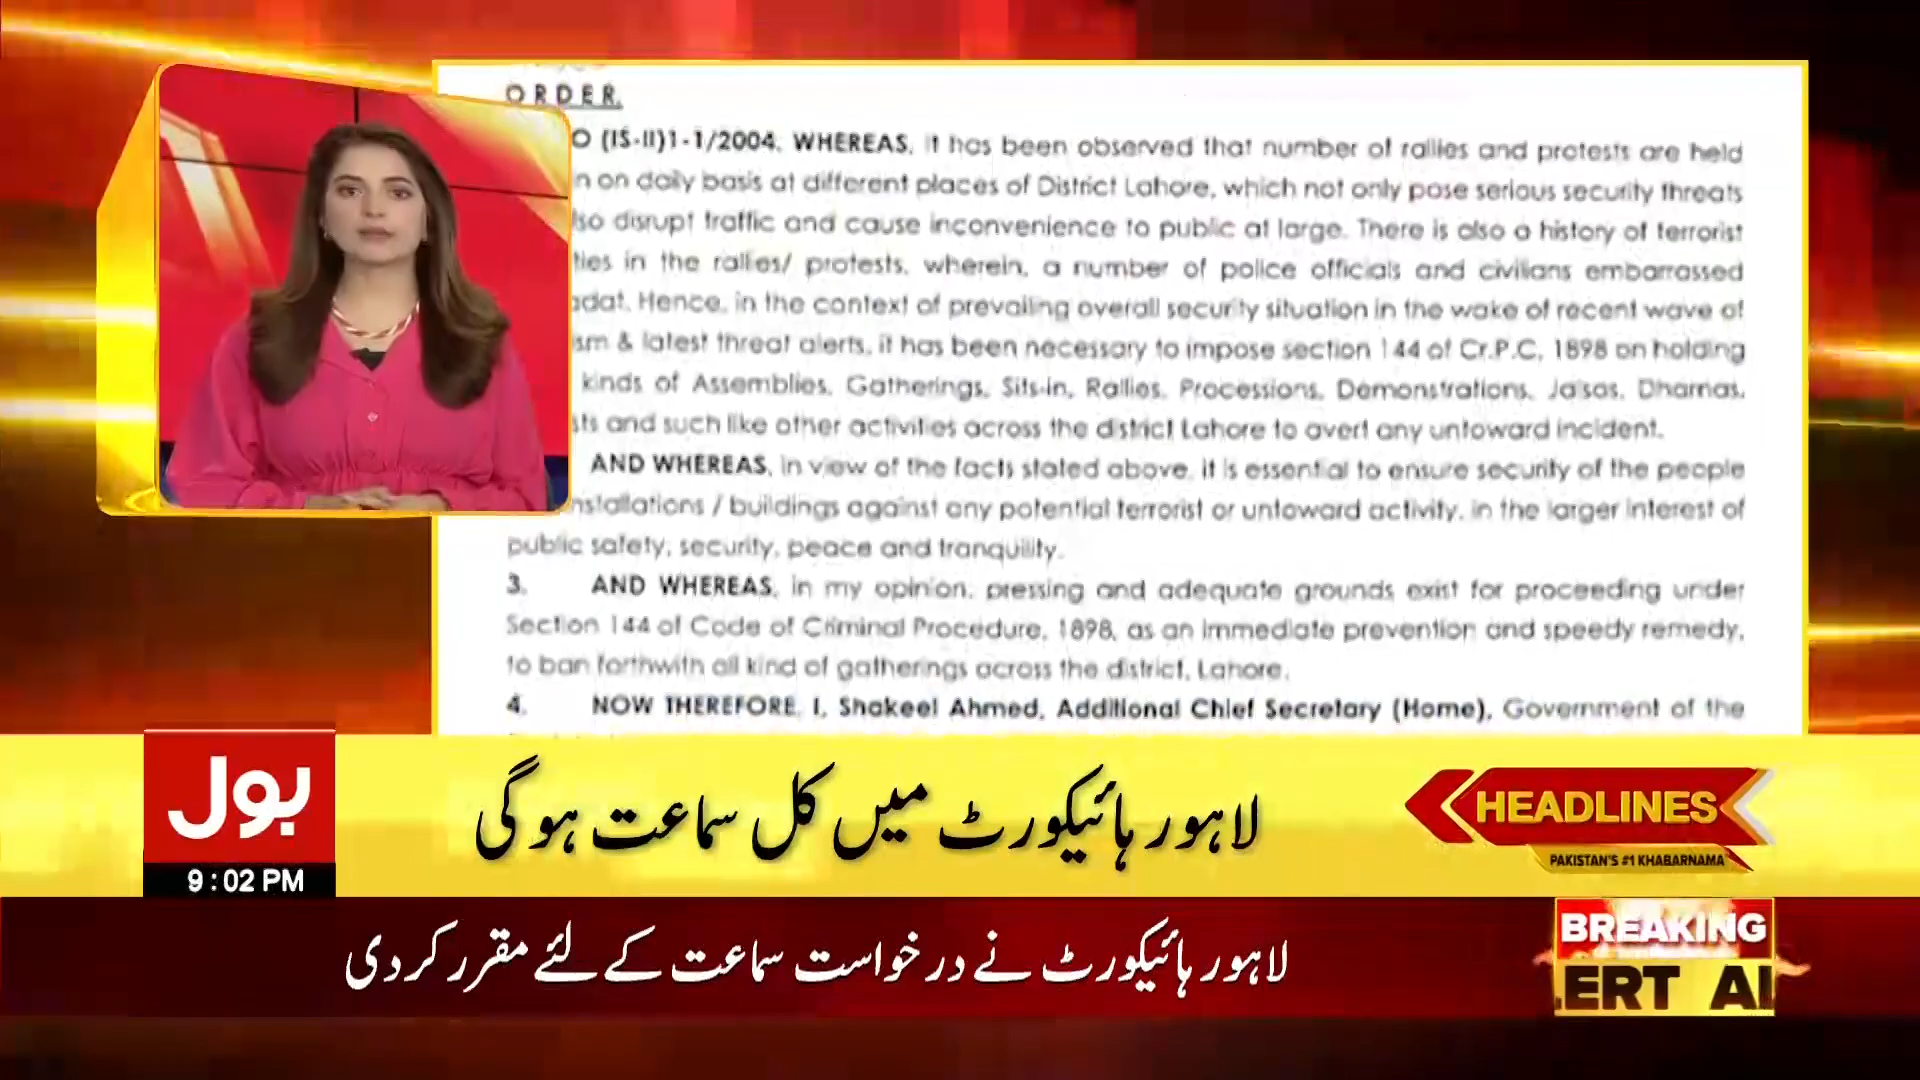 ORDER.
O (IS-II)1-1/2004. WHEREAS, it has been observed that number of rallies and protests are held
n on daily basis at different places of District Lahore, which not only pose serious security threats
lso disrupt traffic and cause inconvenience to public at large. There is also a history of terrorist
ties in the rallies/ protests, wherein, a number of police officials and civilians embarrassed
adat. Hence, in the context of prevailing overall security situation in the wake of recent wave of
ism & latest threat alerts, it has been necessary to impose section 144 of Cr.P.C, 1898 on holding
kinds of Assemblies, Gatherings, Sits-in, Rallies, Processions, Demonstrations, Jalsas, Dharnas,
sts and such like other activities across the district Lahore to avert any untoward incident.
AND WHEREAS, in view of the facts stated above, it is essential to ensure security of the people
nstallations / buildings against any potential terrorist or untoward activity, in the larger interest of
public safety, security, peace and tranquility.
3. AND WHEREAS, in my opinion, pressing and adequate grounds exist for proceeding under
Section 144 of Code of Criminal Procedure, 1898, as an immediate prevention and speedy remedy,
to ban forthwith all kind of gatherings across the district, Lahore.
4. NOW THEREFORE, I, Shakeel Ahmed, Additional Chief Secretary (Home), Government of the
بول
9:02 PM
لاہور ہائیکورٹ میں کل سماعت ہوگی
HEADLINES
PAKISTAN'S #1 KHABARNAMA
لاہور ہائیکورٹ نے درخواست سماعت کے لئے مقرر کردی
BREAKING
ERT AL